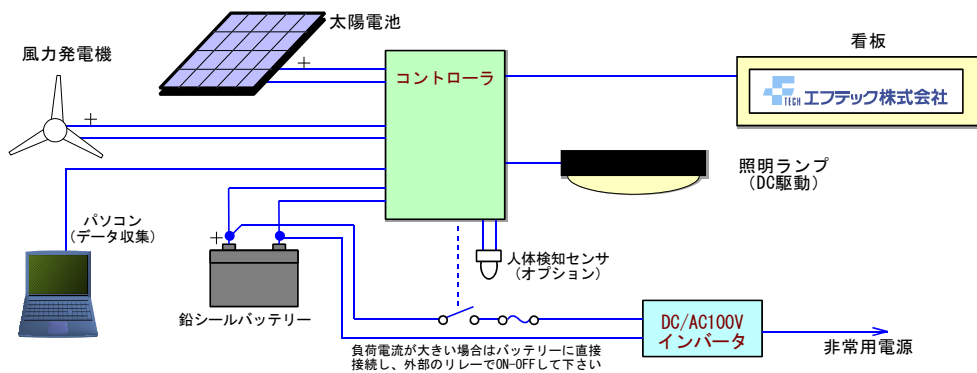 太陽電池
風力発電機
看板
+
コントローラ
F TECH エフテック株式会社
+
照明ランプ
(DC駆動)
パソコン
(データ収集)
+
人体検知センサ
(オプション)
鉛シールバッテリー
DC/AC100V
インバータ
非常用電源
負荷電流が大きい場合はバッテリーに直接
接続し、外部のリレーでON-OFFして下さい